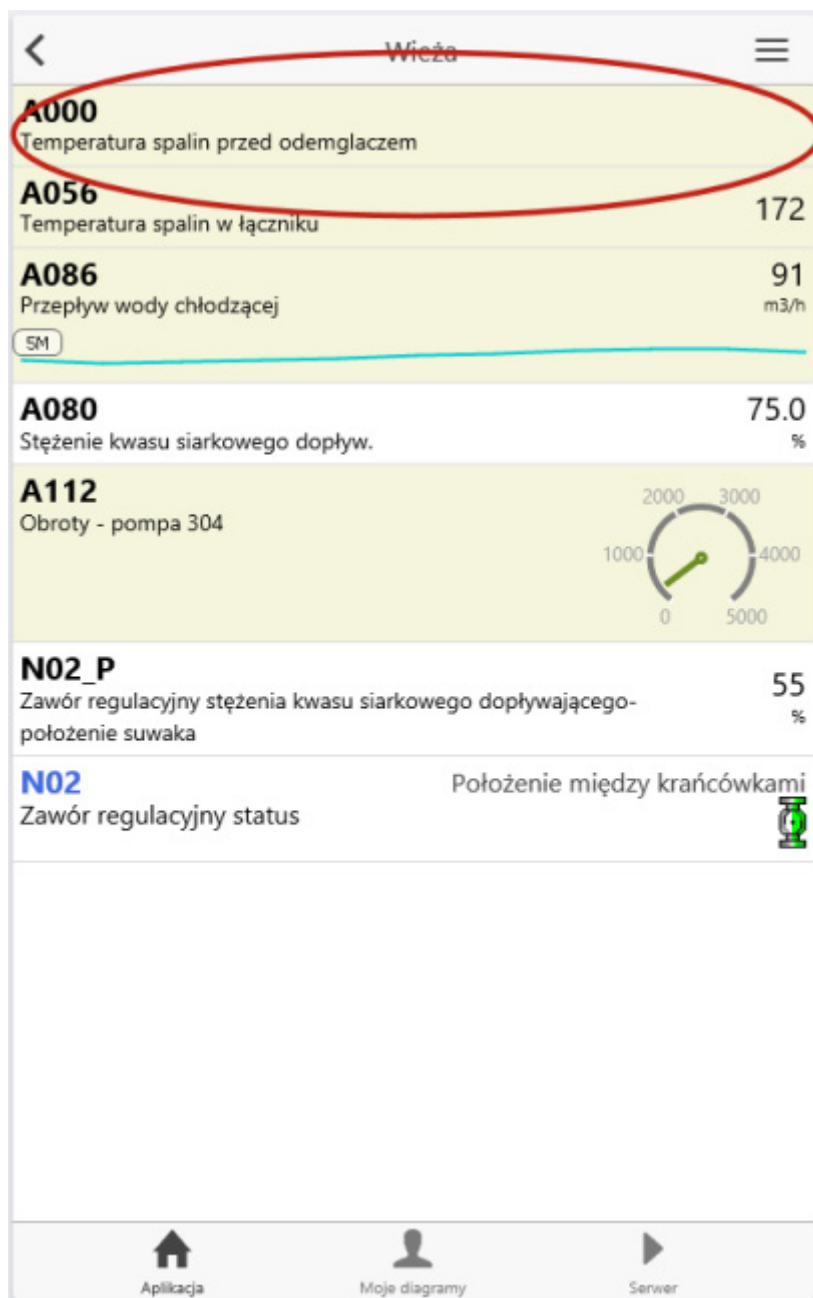 Wieża
A000
Temperatura spalin przed odemglaczem
A056
Temperatura spalin w łączniku
172
A086
Przepływ wody chłodzącej
91
m3/h
5M
A080
Stężenie kwasu siarkowego dopływ.
75.0
%
A112
Obroty - pompa 304
2000 3000
1000 4000
0 5000
N02_P
Zawór regulacyjny stężenia kwasu siarkowego dopływającego-
położenie suwaka
55
%
N02
Położenie między krańcówkami
Zawór regulacyjny status
Aplikacja Moje diagramy Serwer